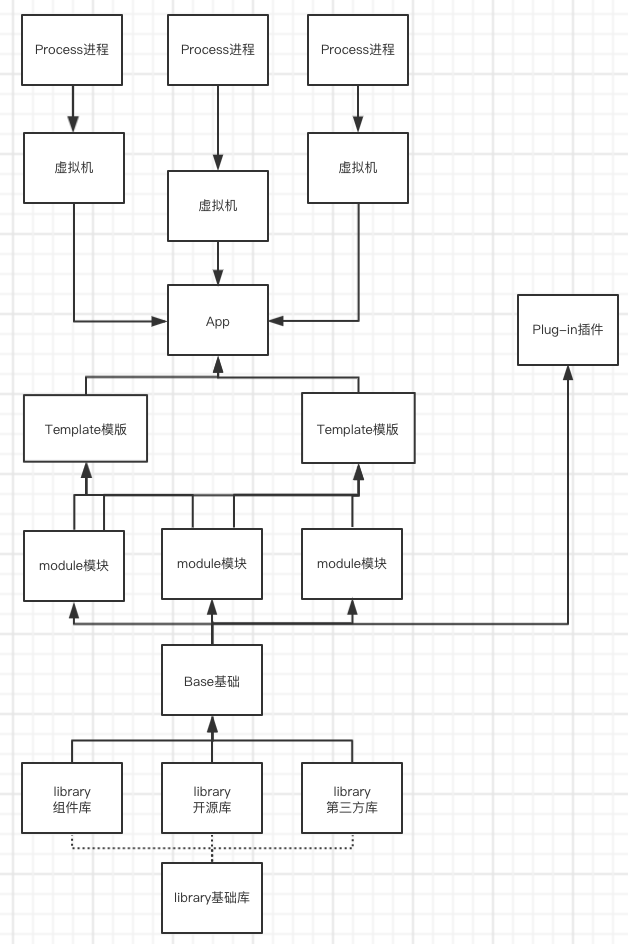 Process进程
Process进程
Process进程
虚拟机
虚拟机
虚拟机
App
Plug-in插件
Template模版
Template模版
module模块
module模块
module模块
Base基础
library
组件库
library
开源库
library
第三方库
library基础库